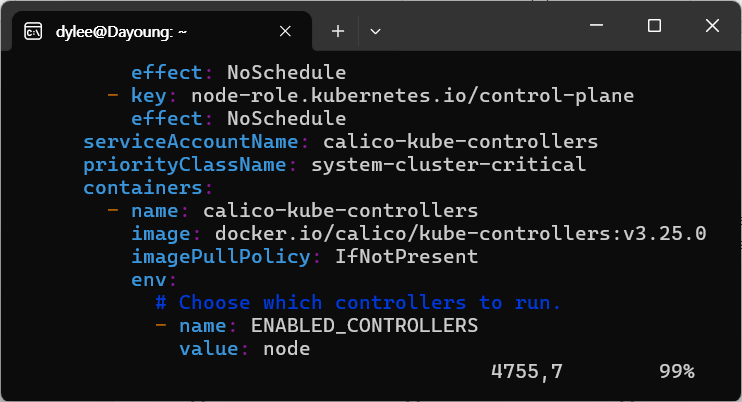 dylee@Dayoung: ~
effect: NoSchedule
- key: node-role.kubernetes.io/control-plane
effect: NoSchedule
serviceAccountName: calico-kube-controllers
priorityClassName: system-cluster-critical
containers:
- name: calico-kube-controllers
image: docker.io/calico/kube-controllers:v3.25.0
imagePullPolicy: IfNotPresent
env:
# Choose which controllers to run.
- name: ENABLED_CONTROLLERS
value: node
4755,7 99%